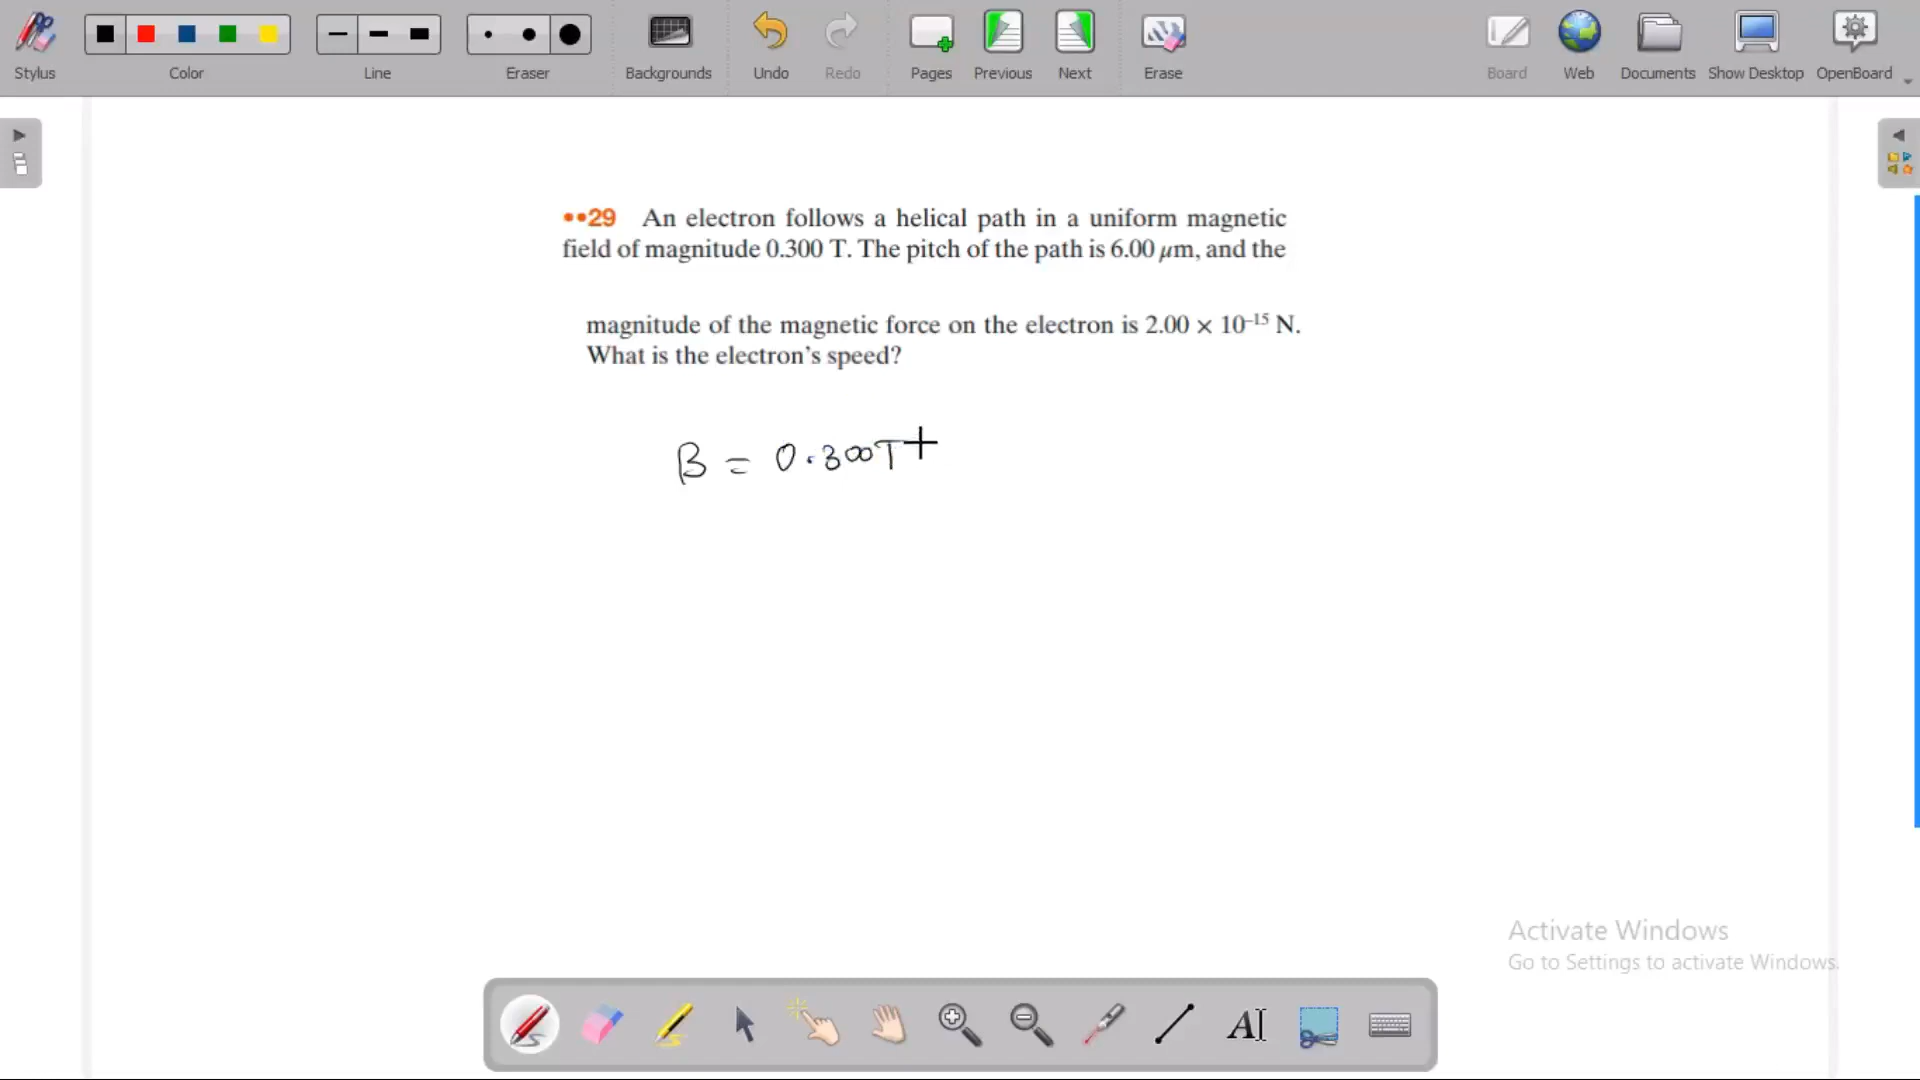 Stylus
Color
Line
Eraser
Backgrounds
Undo
Redo
Pages
Previous
Next
Erase
Board
Web
Documents
Show Desktop
OpenBoard
••29 An electron follows a helical path in a uniform magnetic
field of magnitude 0.300 T. The pitch of the path is 6.00 μm, and the
magnitude of the magnetic force on the electron is 2.00 × 10⁻¹⁵ N.
What is the electron's speed?
B = 0.300T
Activate Windows
Go to Settings to activate Windows.
AI